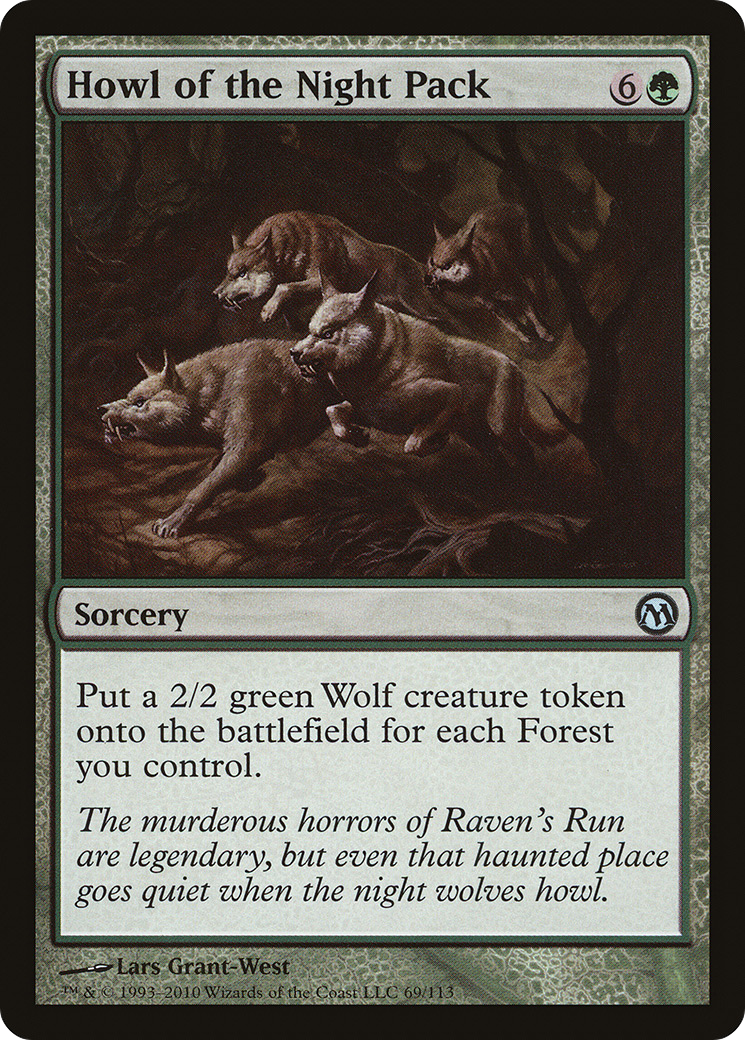 Howl of the Night Pack 6
Sorcery
Put a 2/2 green Wolf creature token
onto the battlefield for each Forest
you control.
The murderous horrors of Raven's Run
are legendary, but even that haunted place
goes quiet when the night wolves howl.
Lars Grant-West
™ & © 1993–2010 Wizards of the Coast LLC 69/113